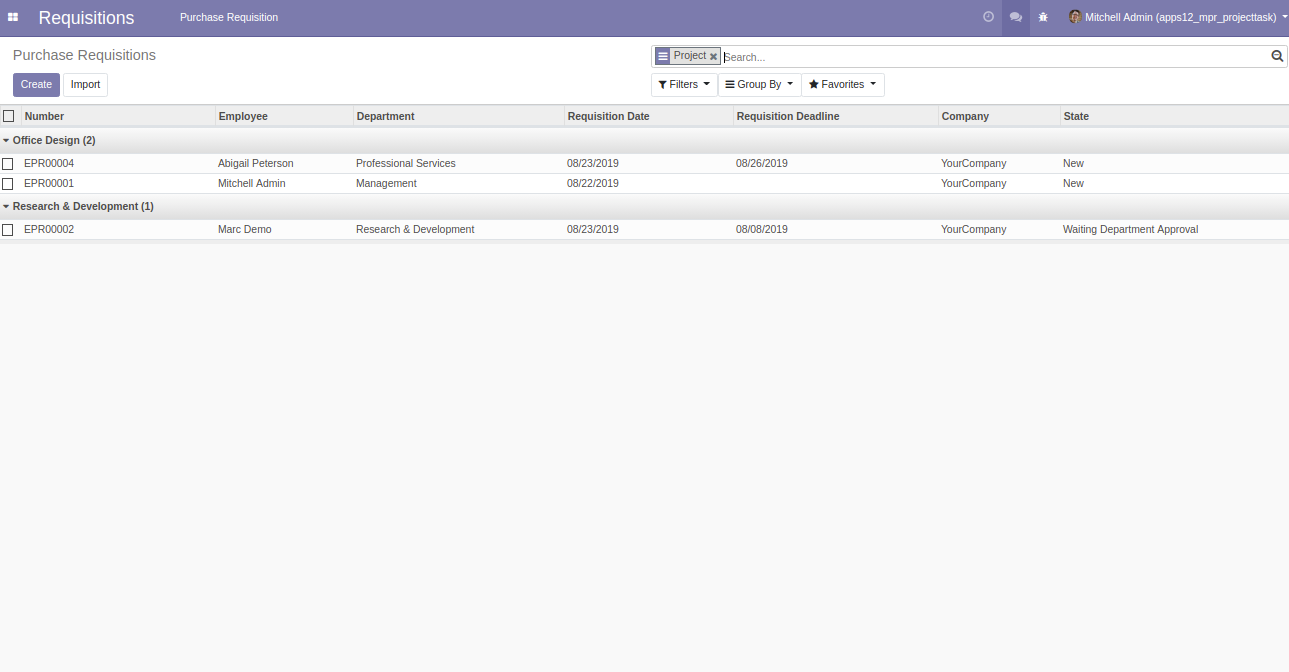 Requisitions Purchase Requisition Mitchell Admin (apps12_mpr_projecttask)
Purchase Requisitions
Project Search...
Create Import Filters Group By Favorites
Number Employee Department Requisition Date Requisition Deadline Company State
Office Design (2)
EPR00004 Abigail Peterson Professional Services 08/23/2019 08/26/2019 YourCompany New
EPR00001 Mitchell Admin Management 08/22/2019 YourCompany New
Research & Development (1)
EPR00002 Marc Demo Research & Development 08/23/2019 08/08/2019 YourCompany Waiting Department Approval